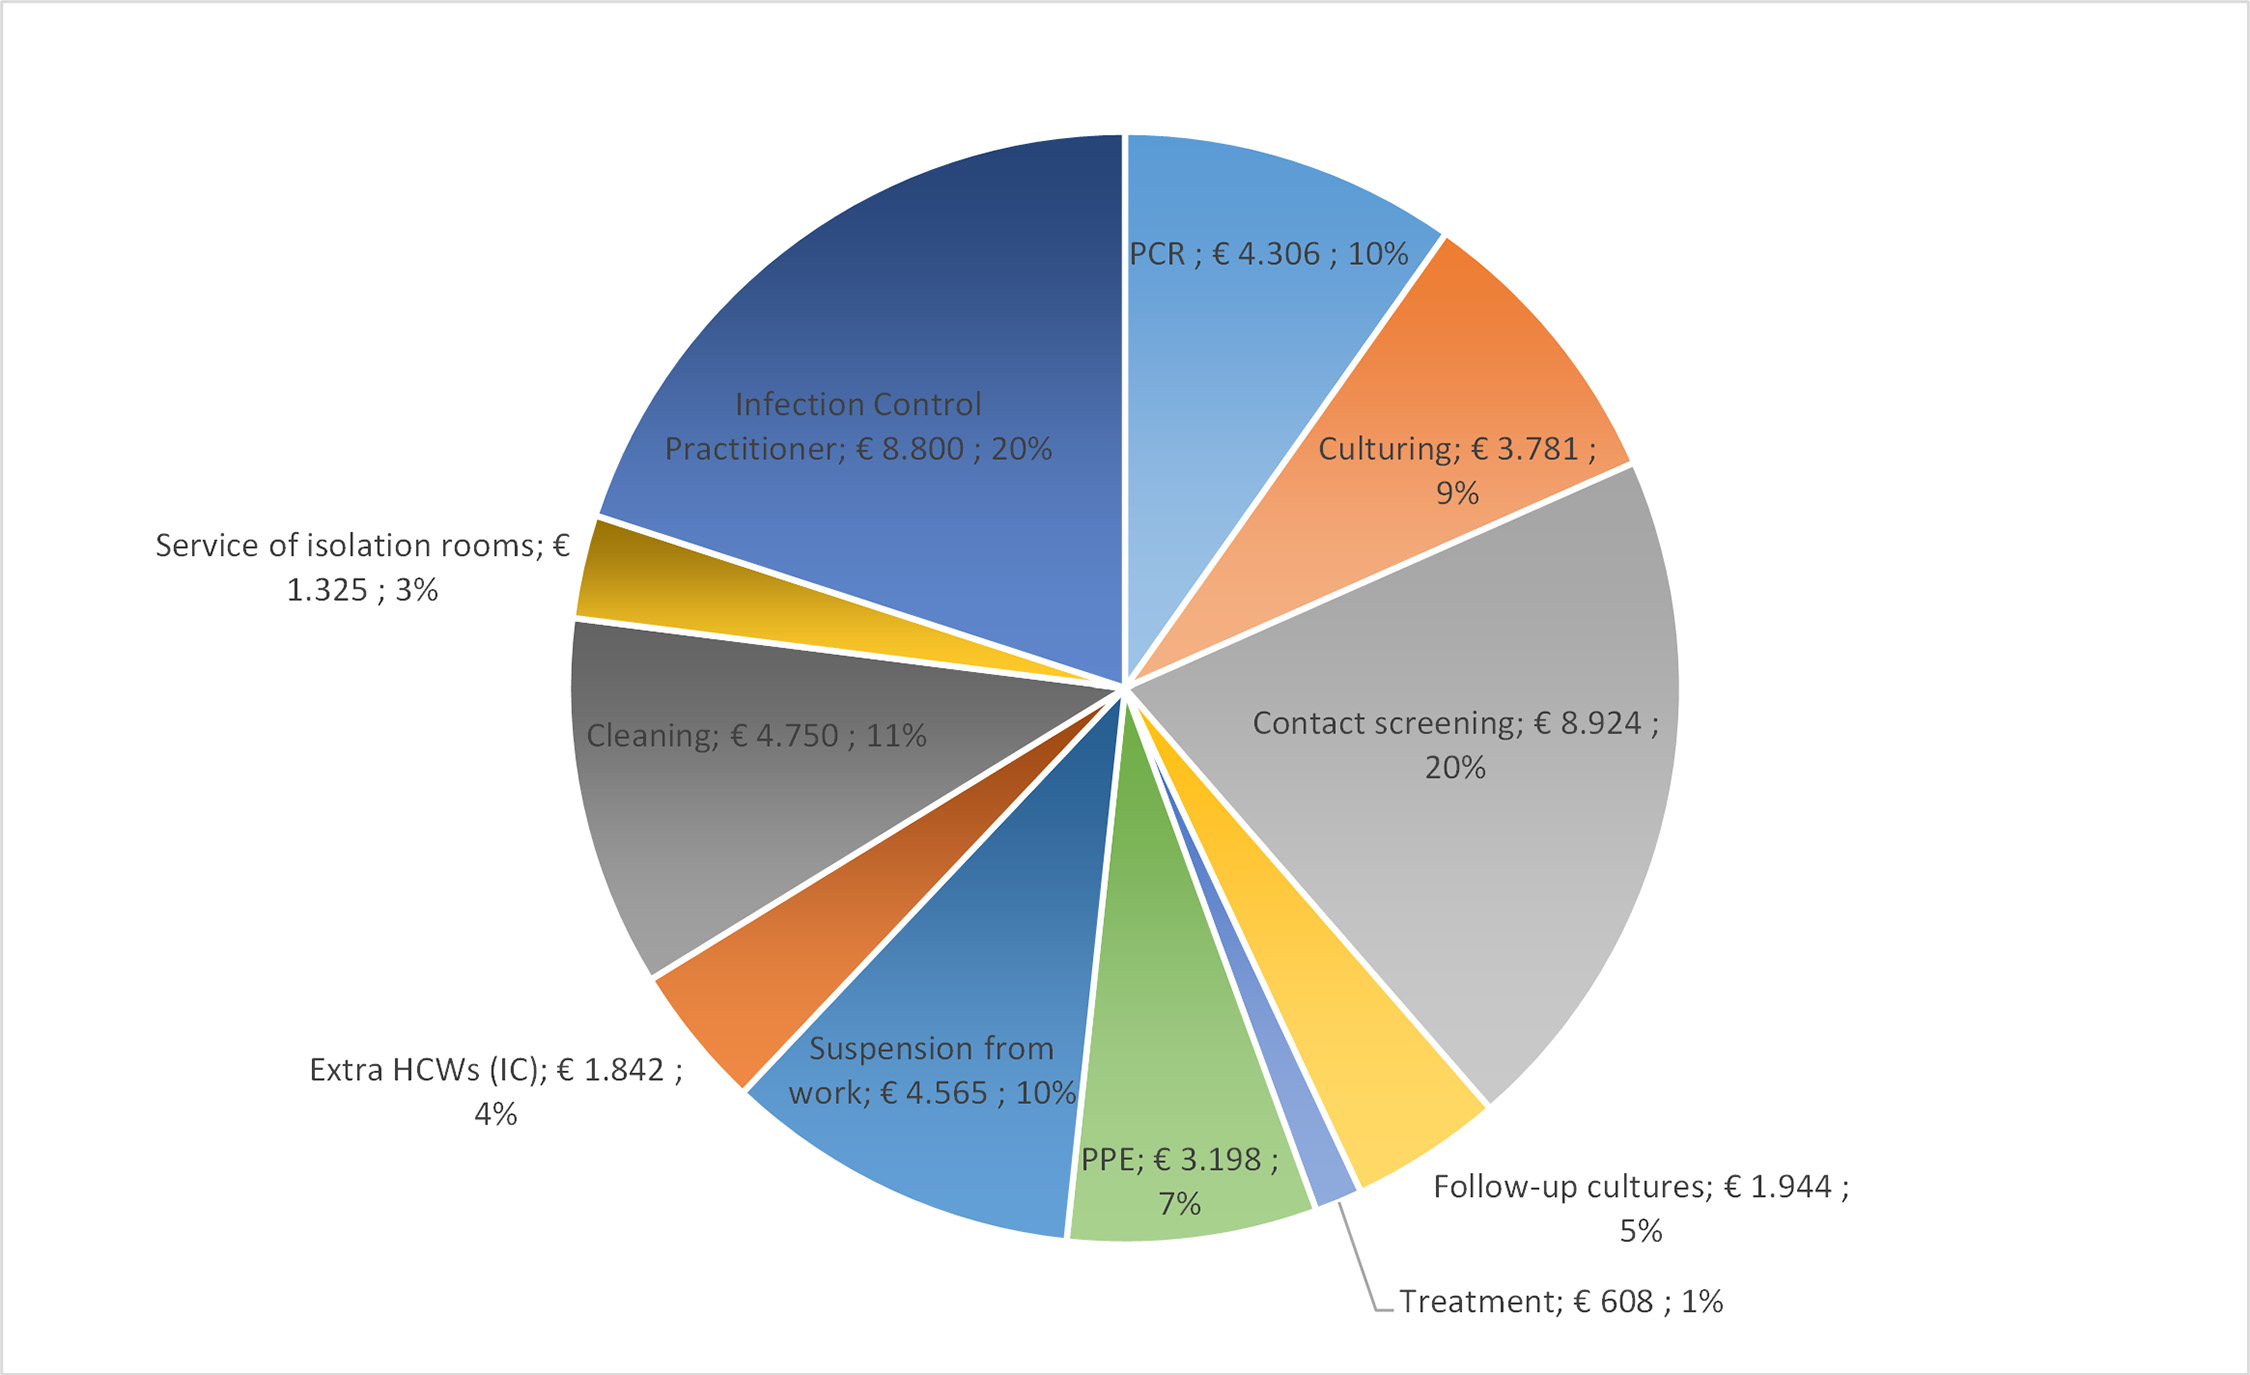 PCR ; € 4.306 ; 10%
Culturing; € 3.781 ;
9%
Contact screening; € 8.924 ;
20%
Follow-up cultures; € 1.944 ;
5%
Treatment; € 608 ; 1%
PPE; € 3.198 ;
7%
Suspension from
work; € 4.565 ; 10%
Extra HCWs (IC); € 1.842 ;
4%
Cleaning; € 4.750 ; 11%
Service of isolation rooms; €
1.325 ; 3%
Infection Control
Practitioner; € 8.800 ; 20%